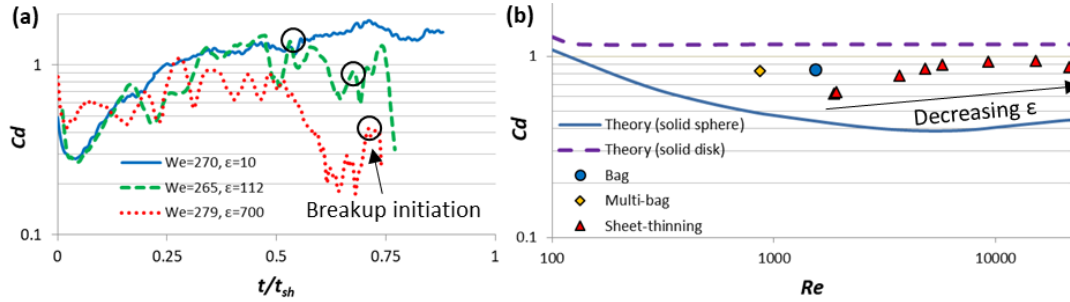 (a)
1
0.1
Cd
We=270, ε=10
We=265, ε=112
We=279, ε=700
Breakup initiation
0
0.25
0.5
0.75
1
t/tsh
(b)
1
0.1
Cd
Decreasing ε
Theory (solid sphere)
Theory (solid disk)
Bag
Multi-bag
Sheet-thinning
100
1000
10000
Re